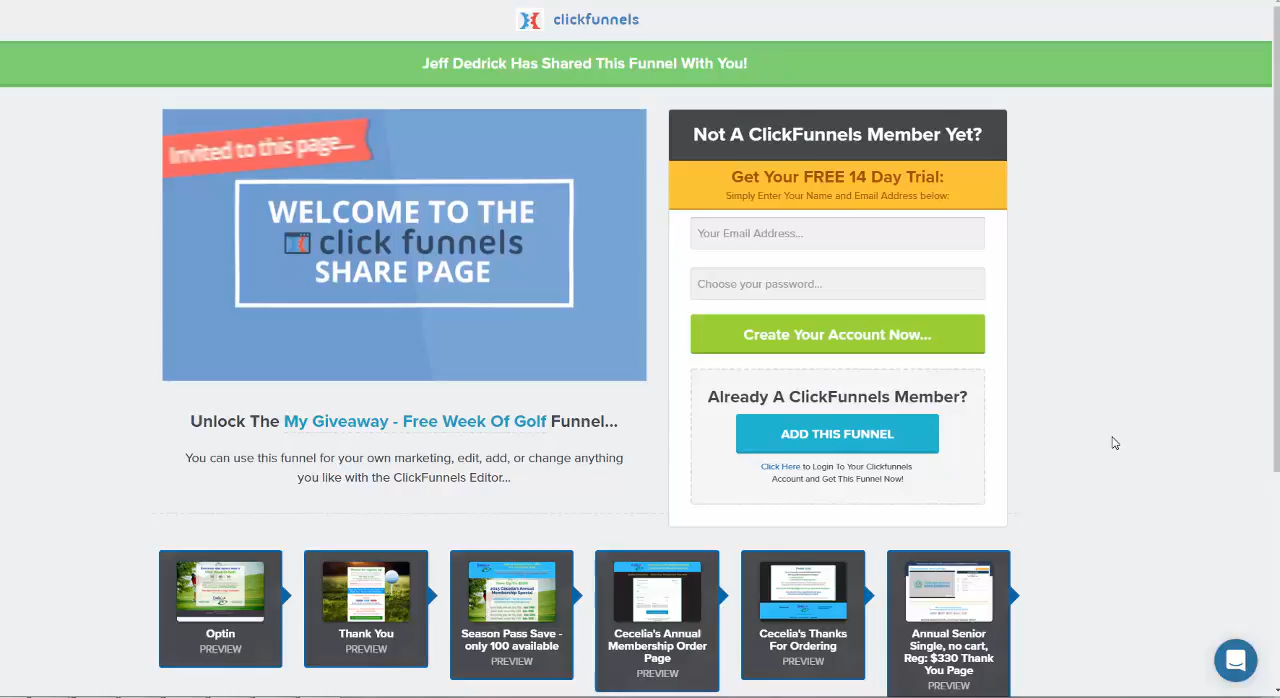 clickfunnels
Jeff Dedrick Has Shared This Funnel With You!
Invited to this page...
WELCOME TO THE
click funnels
SHARE PAGE
Not A ClickFunnels Member Yet?
Get Your FREE 14 Day Trial:
Simply Enter Your Name and Email Address below:
Your Email Address...
Choose your password...
Create Your Account Now...
Already A ClickFunnels Member?
ADD THIS FUNNEL
Click Here to Login To Your Clickfunnels
Account and Get This Funnel Now!
Unlock The My Giveaway - Free Week Of Golf Funnel...
You can use this funnel for your own marketing, edit, add, or change anything
you like with the ClickFunnels Editor...
Optin
PREVIEW
Thank You
PREVIEW
Season Pass Save -
only 100 available
PREVIEW
Cecelia's Annual
Membership Order
Page
PREVIEW
Cecelia's Thanks
For Ordering
PREVIEW
Annual Senior
Single, no cart,
Reg: $330 Thank
You Page
PREVIEW